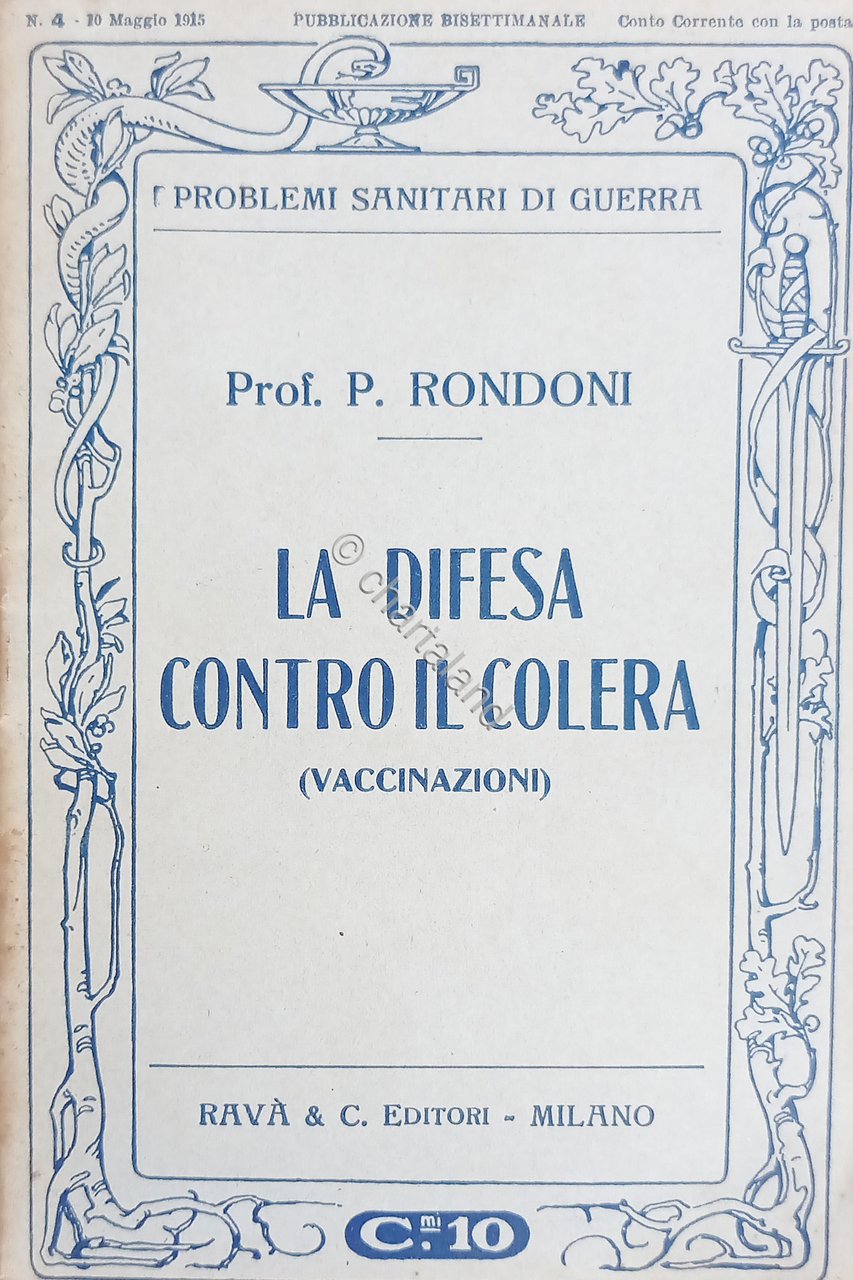 N. 4 - 10 Maggio 1915 PUBBLICAZIONE BISETTIMANALE Conto Corrente con la posta
I PROBLEMI SANITARI DI GUERRA
Prof. P. RONDONI
LA DIFESA
CONTRO IL COLERA
(VACCINAZIONI)
© chartaland
RAVÀ & C. EDITORI - MILANO
C.mi 10